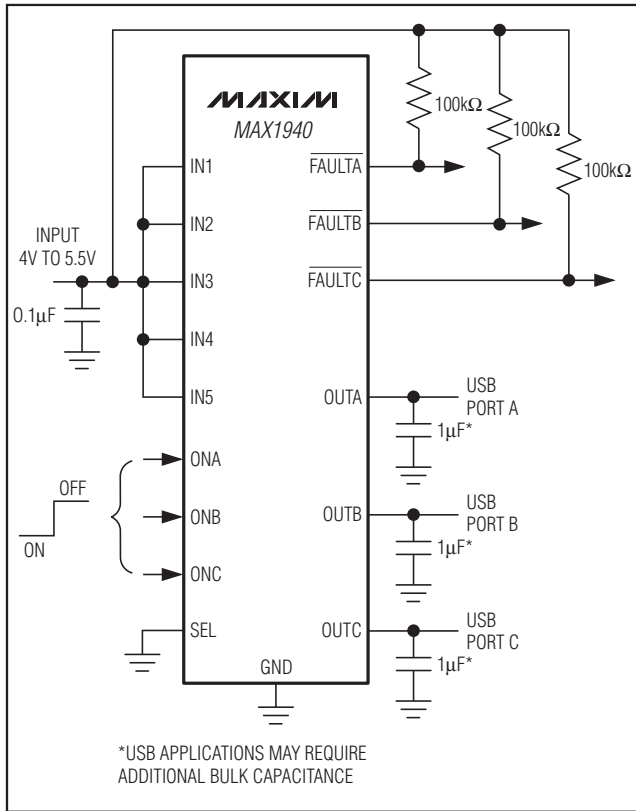 MAXIM
MAX1940
100kΩ
100kΩ
100kΩ
IN1
FAULTA
IN2
FAULTB
INPUT
4V TO 5.5V
IN3
FAULTC
0.1µF
IN4
IN5
OUTA
USB
PORT A
1µF*
ONA
OFF
ON
ONB
OUTB
USB
PORT B
1µF*
ONC
SEL
OUTC
USB
PORT C
1µF*
GND
*USB APPLICATIONS MAY REQUIRE
ADDITIONAL BULK CAPACITANCE